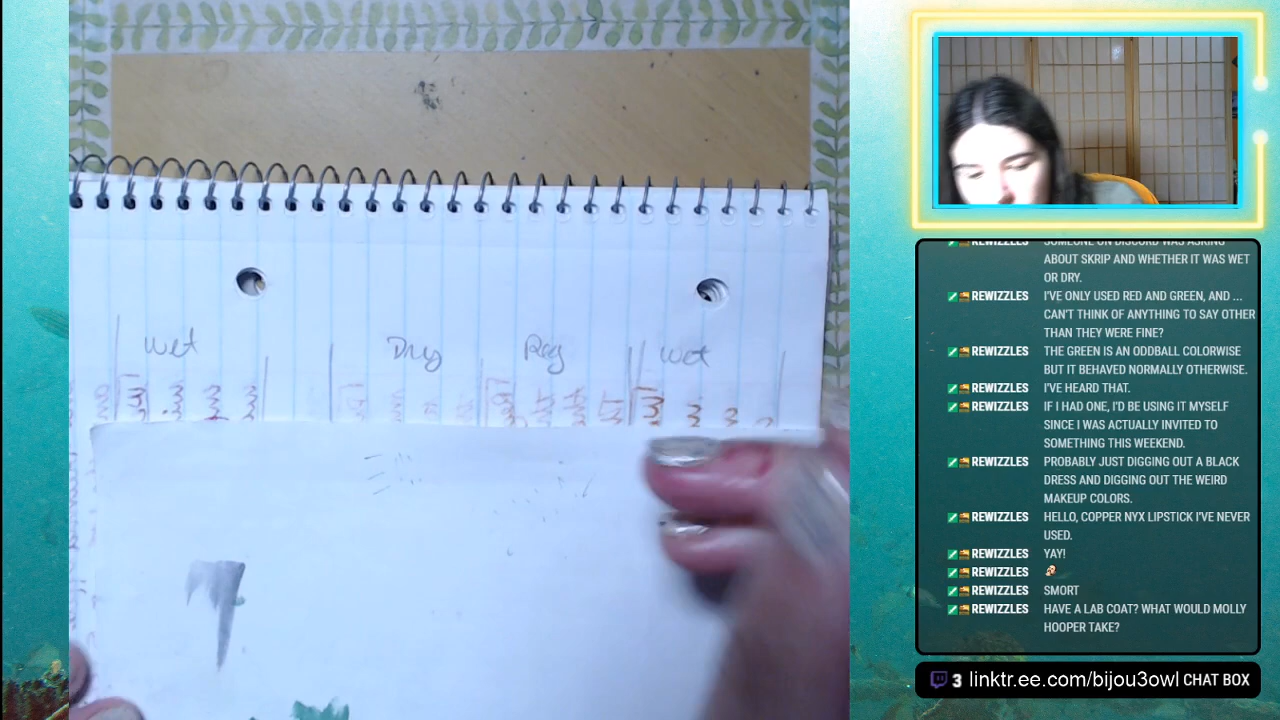 Wet
Dry
Reg
Wet
SOMEONE ON DISCORD WAS ASKING
REWIZZLES
ABOUT SKRIP AND WHETHER IT WAS WET
OR DRY.
REWIZZLES I'VE ONLY USED RED AND GREEN, AND ...
CAN'T THINK OF ANYTHING TO SAY OTHER
THAN THEY WERE FINE?
REWIZZLES THE GREEN IS AN ODDBALL COLORWISE
BUT IT BEHAVED NORMALLY OTHERWISE.
REWIZZLES I'VE HEARD THAT.
REWIZZLES IF I HAD ONE, I'D BE USING IT MYSELF
SINCE I WAS ACTUALLY INVITED TO
SOMETHING THIS WEEKEND.
REWIZZLES PROBABLY JUST DIGGING OUT A BLACK
DRESS AND DIGGING OUT THE WEIRD
MAKEUP COLORS.
REWIZZLES HELLO, COPPER NYX LIPSTICK I'VE NEVER
USED.
REWIZZLES YAY!
REWIZZLES
REWIZZLES SMORT
REWIZZLES HAVE A LAB COAT? WHAT WOULD MOLLY
HOOPER TAKE?
3 linktr.ee.com/bijou3owl CHAT BOX